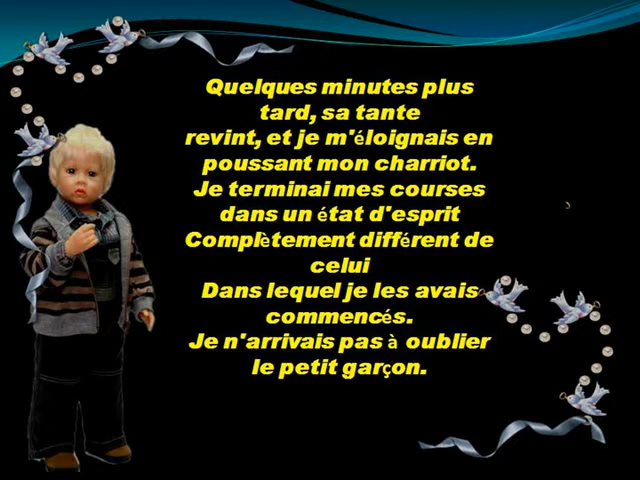 Quelques minutes plus
tard, sa tante
revint, et je m'éloignais en
poussant mon charriot.
Je terminai mes courses
dans un état d'esprit
Complètement différent de
celui
Dans lequel je les avais
commencés.
Je n'arrivais pas à oublier
le petit garçon.